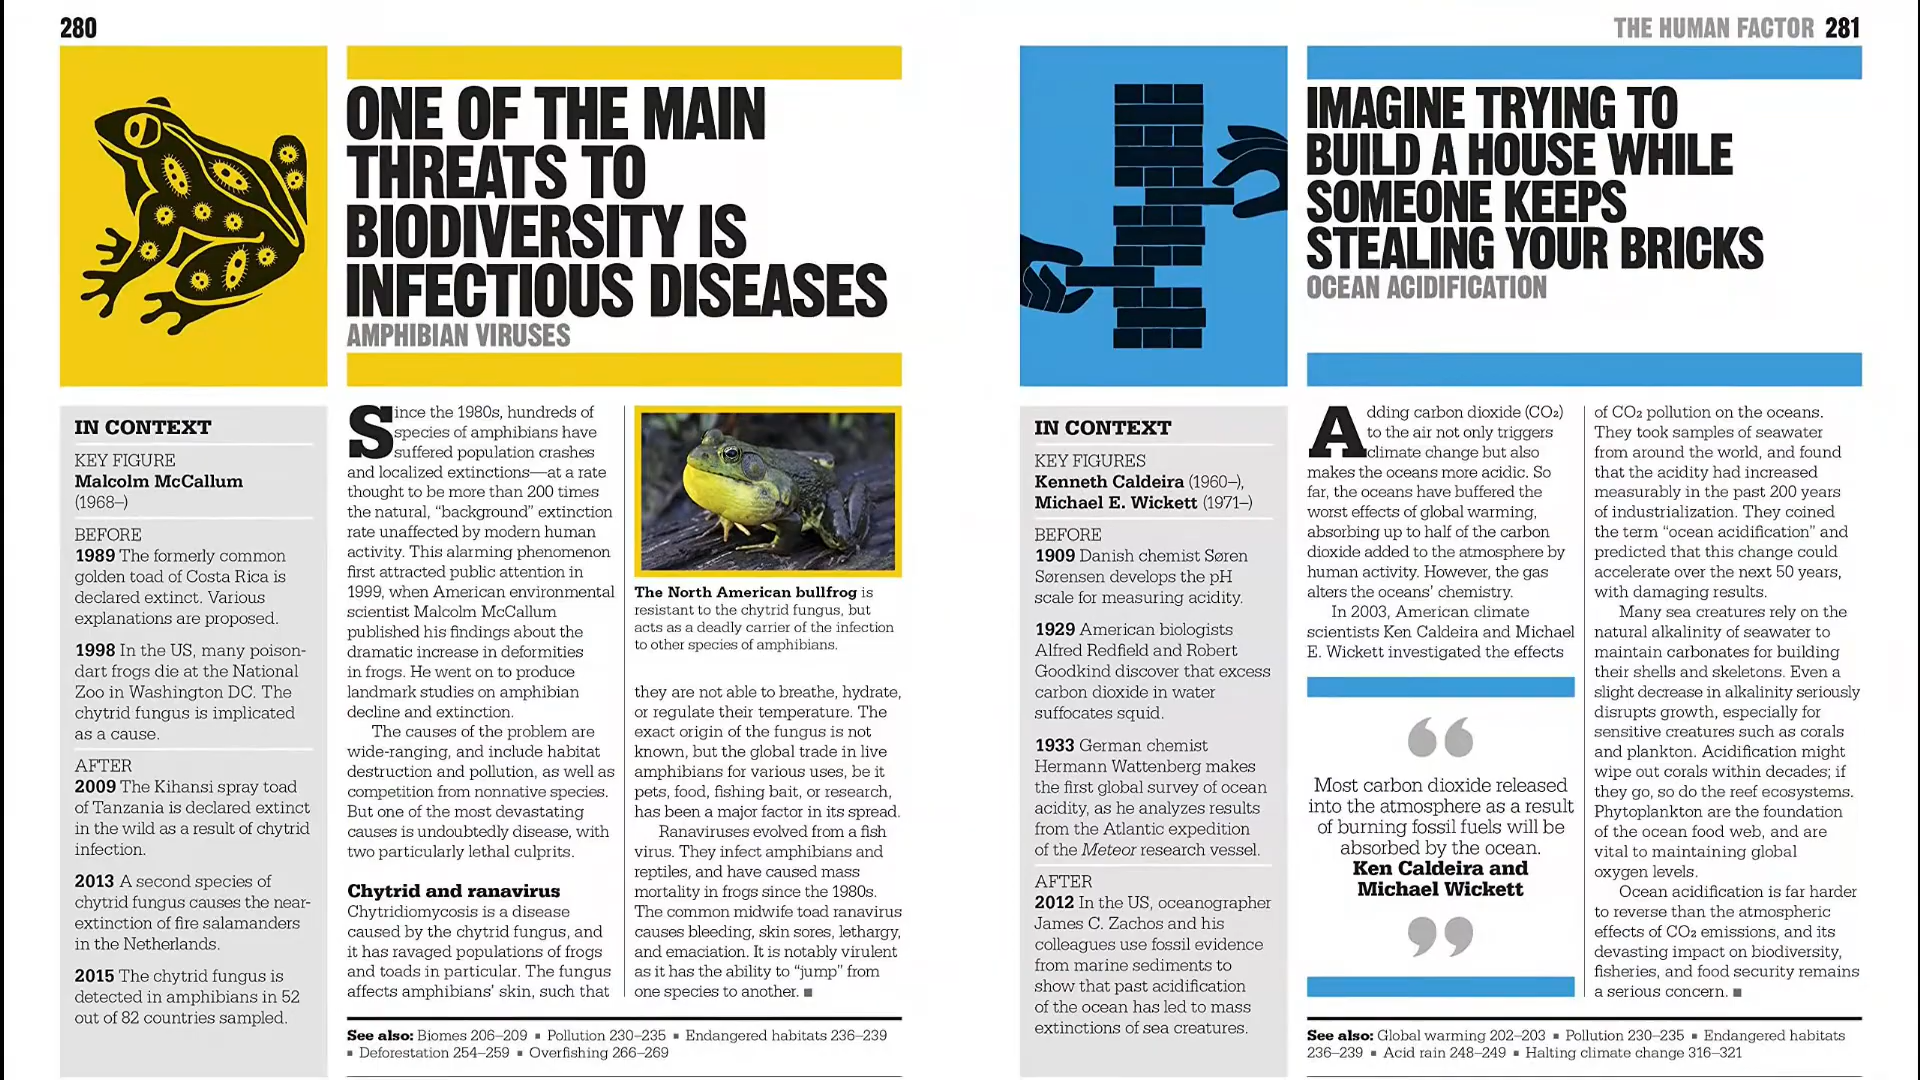 280
ONE OF THE MAIN
THREATS TO
BIODIVERSITY IS
INFECTIOUS DISEASES
AMPHIBIAN VIRUSES
IN CONTEXT
KEY FIGURE
Malcolm McCallum
(1968–)
BEFORE
1989 The formerly common
golden toad of Costa Rica is
declared extinct. Various
explanations are proposed.
1998 In the US, many poison-
dart frogs die at the National
Zoo in Washington DC. The
chytrid fungus is implicated
as a cause.
AFTER
2009 The Kihansi spray toad
of Tanzania is declared extinct
in the wild as a result of chytrid
infection.
2013 A second species of
chytrid fungus causes the near-
extinction of fire salamanders
in the Netherlands.
2015 The chytrid fungus is
detected in amphibians in 52
out of 82 countries sampled.
Since the 1980s, hundreds of
species of amphibians have
suffered population crashes
and localized extinctions—at a rate
thought to be more than 200 times
the natural, “background” extinction
rate unaffected by modern human
activity. This alarming phenomenon
first attracted public attention in
1999, when American environmental
scientist Malcolm McCallum
published his findings about the
dramatic increase in deformities
in frogs. He went on to produce
landmark studies on amphibian
decline and extinction.
The causes of the problem are
wide-ranging, and include habitat
destruction and pollution, as well as
competition from nonnative species.
But one of the most devastating
causes is undoubtedly disease, with
two particularly lethal culprits.
Chytrid and ranavirus
Chytridiomycosis is a disease
caused by the chytrid fungus, and
it has ravaged populations of frogs
and toads in particular. The fungus
affects amphibians’ skin, such that
The North American bullfrog is
resistant to the chytrid fungus, but
acts as a deadly carrier of the infection
to other species of amphibians.
they are not able to breathe, hydrate,
or regulate their temperature. The
exact origin of the fungus is not
known, but the global trade in live
amphibians for various uses, be it
pets, food, fishing bait, or research,
has been a major factor in its spread.
Ranaviruses evolved from a fish
virus. They infect amphibians and
reptiles, and have caused mass
mortality in frogs since the 1980s.
The common midwife toad ranavirus
causes bleeding, skin sores, lethargy,
and emaciation. It is notably virulent
as it has the ability to “jump” from
one species to another. ■
See also: Biomes 206–209 ▪ Pollution 230–235 ▪ Endangered habitats 236–239
▪ Deforestation 254–259 ▪ Overfishing 266–269
THE HUMAN FACTOR 281
IMAGINE TRYING TO
BUILD A HOUSE WHILE
SOMEONE KEEPS
STEALING YOUR BRICKS
OCEAN ACIDIFICATION
IN CONTEXT
KEY FIGURES
Kenneth Caldeira (1960–),
Michael E. Wickett (1971–)
BEFORE
1909 Danish chemist Søren
Sørensen develops the pH
scale for measuring acidity.
1929 American biologists
Alfred Redfield and Robert
Goodkind discover that excess
carbon dioxide in water
suffocates squid.
1933 German chemist
Hermann Wattenberg makes
the first global survey of ocean
acidity, as he analyzes results
from the Atlantic expedition
of the Meteor research vessel.
AFTER
2012 In the US, oceanographer
James C. Zachos and his
colleagues use fossil evidence
from marine sediments to
show that past acidification
of the ocean has led to mass
extinctions of sea creatures.
Adding carbon dioxide (CO₂)
to the air not only triggers
climate change but also
makes the oceans more acidic. So
far, the oceans have buffered the
worst effects of global warming,
absorbing up to half of the carbon
dioxide added to the atmosphere by
human activity. However, the gas
alters the oceans’ chemistry.
In 2003, American climate
scientists Ken Caldeira and Michael
E. Wickett investigated the effects
“
Most carbon dioxide released
into the atmosphere as a result
of burning fossil fuels will be
absorbed by the ocean.
Ken Caldeira and
Michael Wickett
”
of CO₂ pollution on the oceans.
They took samples of seawater
from around the world, and found
that the acidity had increased
measurably in the past 200 years
of industrialization. They coined
the term “ocean acidification” and
predicted that this change could
accelerate over the next 50 years,
with damaging results.
Many sea creatures rely on the
natural alkalinity of seawater to
maintain carbonates for building
their shells and skeletons. Even a
slight decrease in alkalinity seriously
disrupts growth, especially for
sensitive creatures such as corals
and plankton. Acidification might
wipe out corals within decades; if
they go, so do the reef ecosystems.
Phytoplankton are the foundation
of the ocean food web, and are
vital to maintaining global
oxygen levels.
Ocean acidification is far harder
to reverse than the atmospheric
effects of CO₂ emissions, and its
devasting impact on biodiversity,
fisheries, and food security remains
a serious concern. ■
See also: Global warming 202–203 ▪ Pollution 230–235 ▪ Endangered habitats
236–239 ▪ Acid rain 248–249 ▪ Halting climate change 316–321